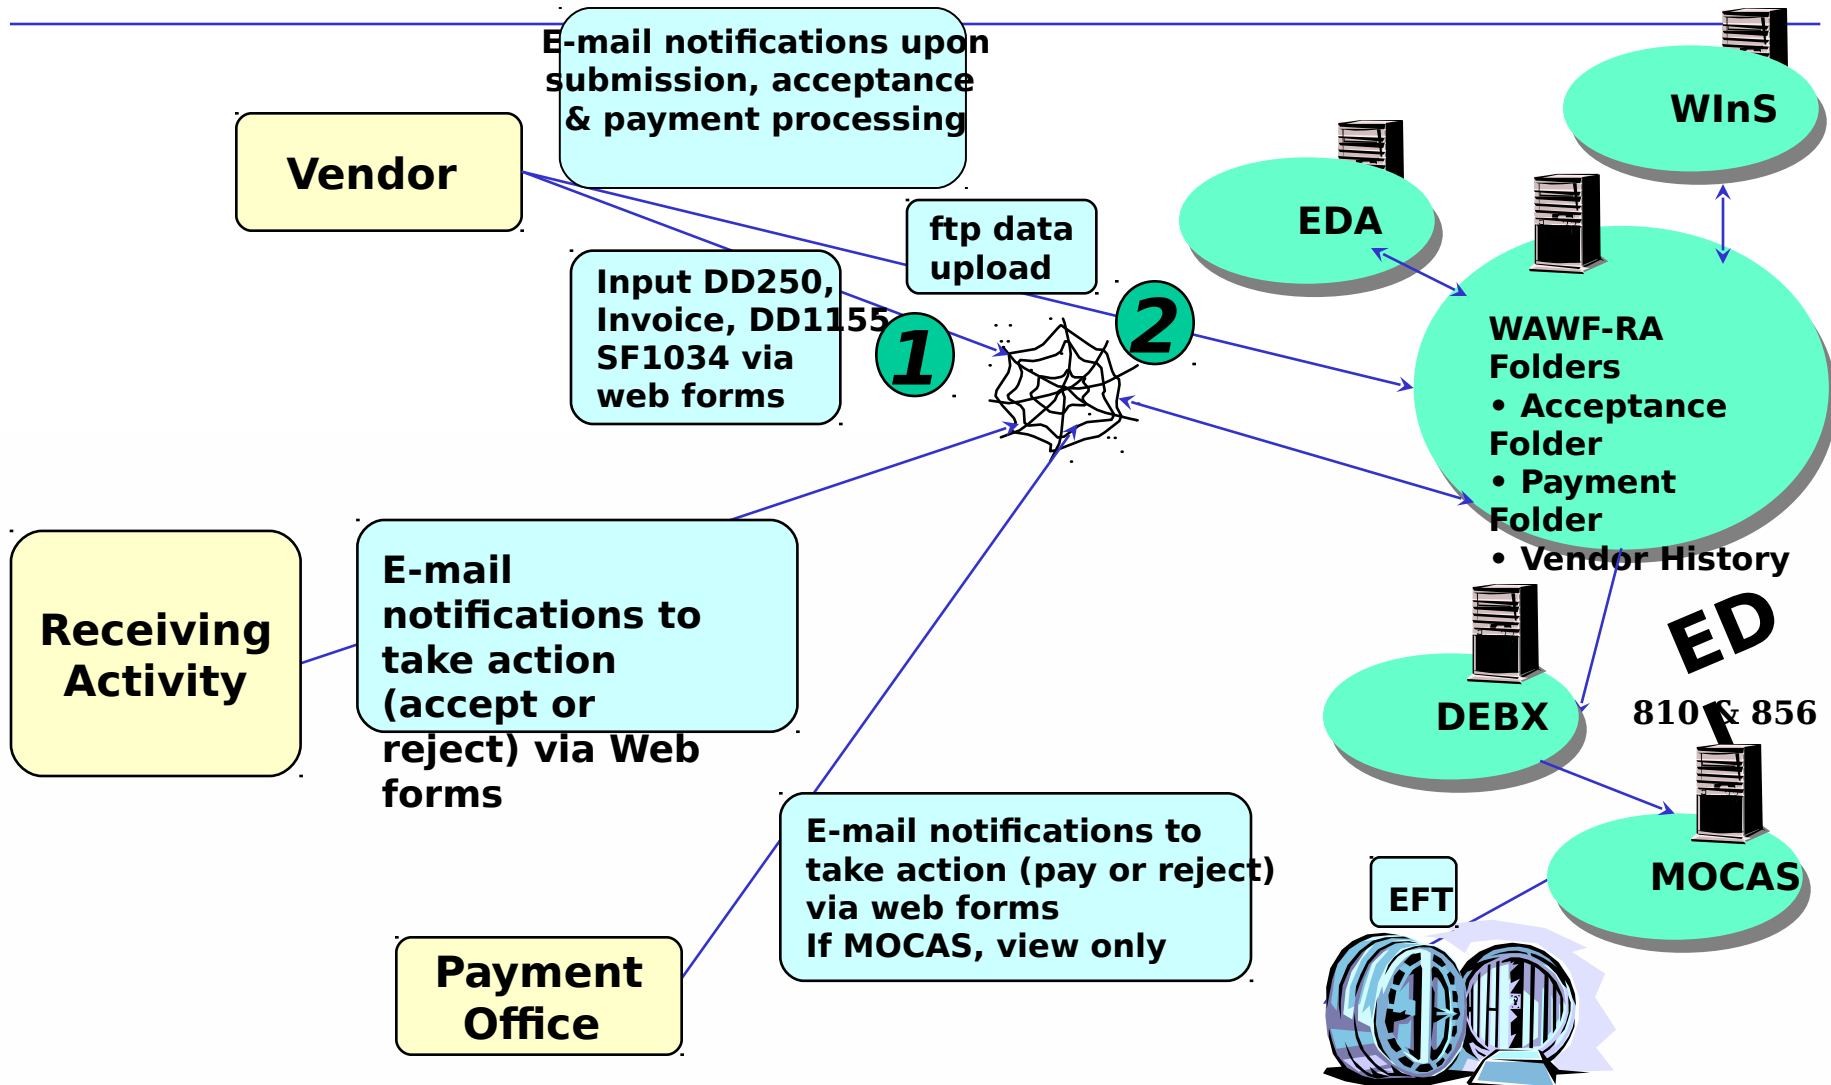 E-mail notifications upon
submission, acceptance
& payment processing
WInS
Vendor
EDA
ftp data
upload
Input DD250,
Invoice, DD1155,
SF1034 via
web forms
1
2
WAWF-RA
Folders
• Acceptance
Folder
• Payment
Folder
• Vendor History
E-mail
notifications to
take action
(accept or
reject) via Web
forms
Receiving
Activity
EDI
810 & 856
DEBX
E-mail notifications to
take action (pay or reject)
via web forms
If MOCAS, view only
MOCAS
EFT
Payment
Office